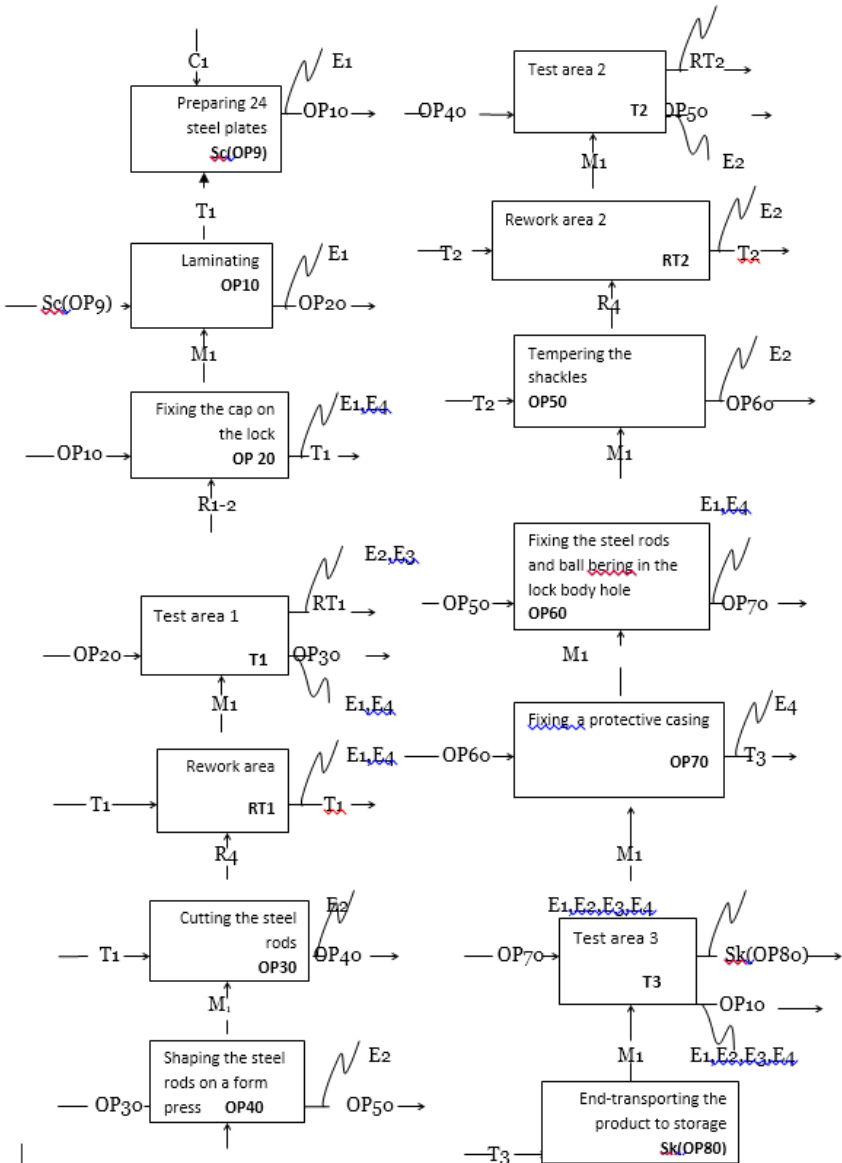 C1
E1
Preparing 24
steel plates
Sc(OP9)
OP10
T1
Laminating
OP10
E1
Sc(OP9)
OP20
M1
Fixing the cap on
the lock
OP 20
E1,E4
OP10
T1
R1-2
Test area 1
T1
E2,E3
RT1
OP20
OP30
E1,E4
M1
Rework area
RT1
E1,E4
T1
T1
R4
Cutting the steel
rods
OP30
E2
T1
OP40
M1
Shaping the steel
rods on a form
press OP40
E2
OP30
OP50
RT2
Test area 2
T2
OP40
OP50
E2
M1
Rework area 2
RT2
E2
T2
T2
R4
Tempering the
shackles
OP50
E2
T2
OP60
M1
E1,E4
Fixing the steel rods
and ball bering in the
lock body hole
OP60
OP50
OP70
M1
Fixing a protective casing
OP70
E4
OP60
T3
M1
E1,E2,E3,E4
Test area 3
T3
OP70
Sk(OP80)
OP10
E1,E2,E3,E4
M1
End-transporting the
product to storage
Sk(OP80)
T3